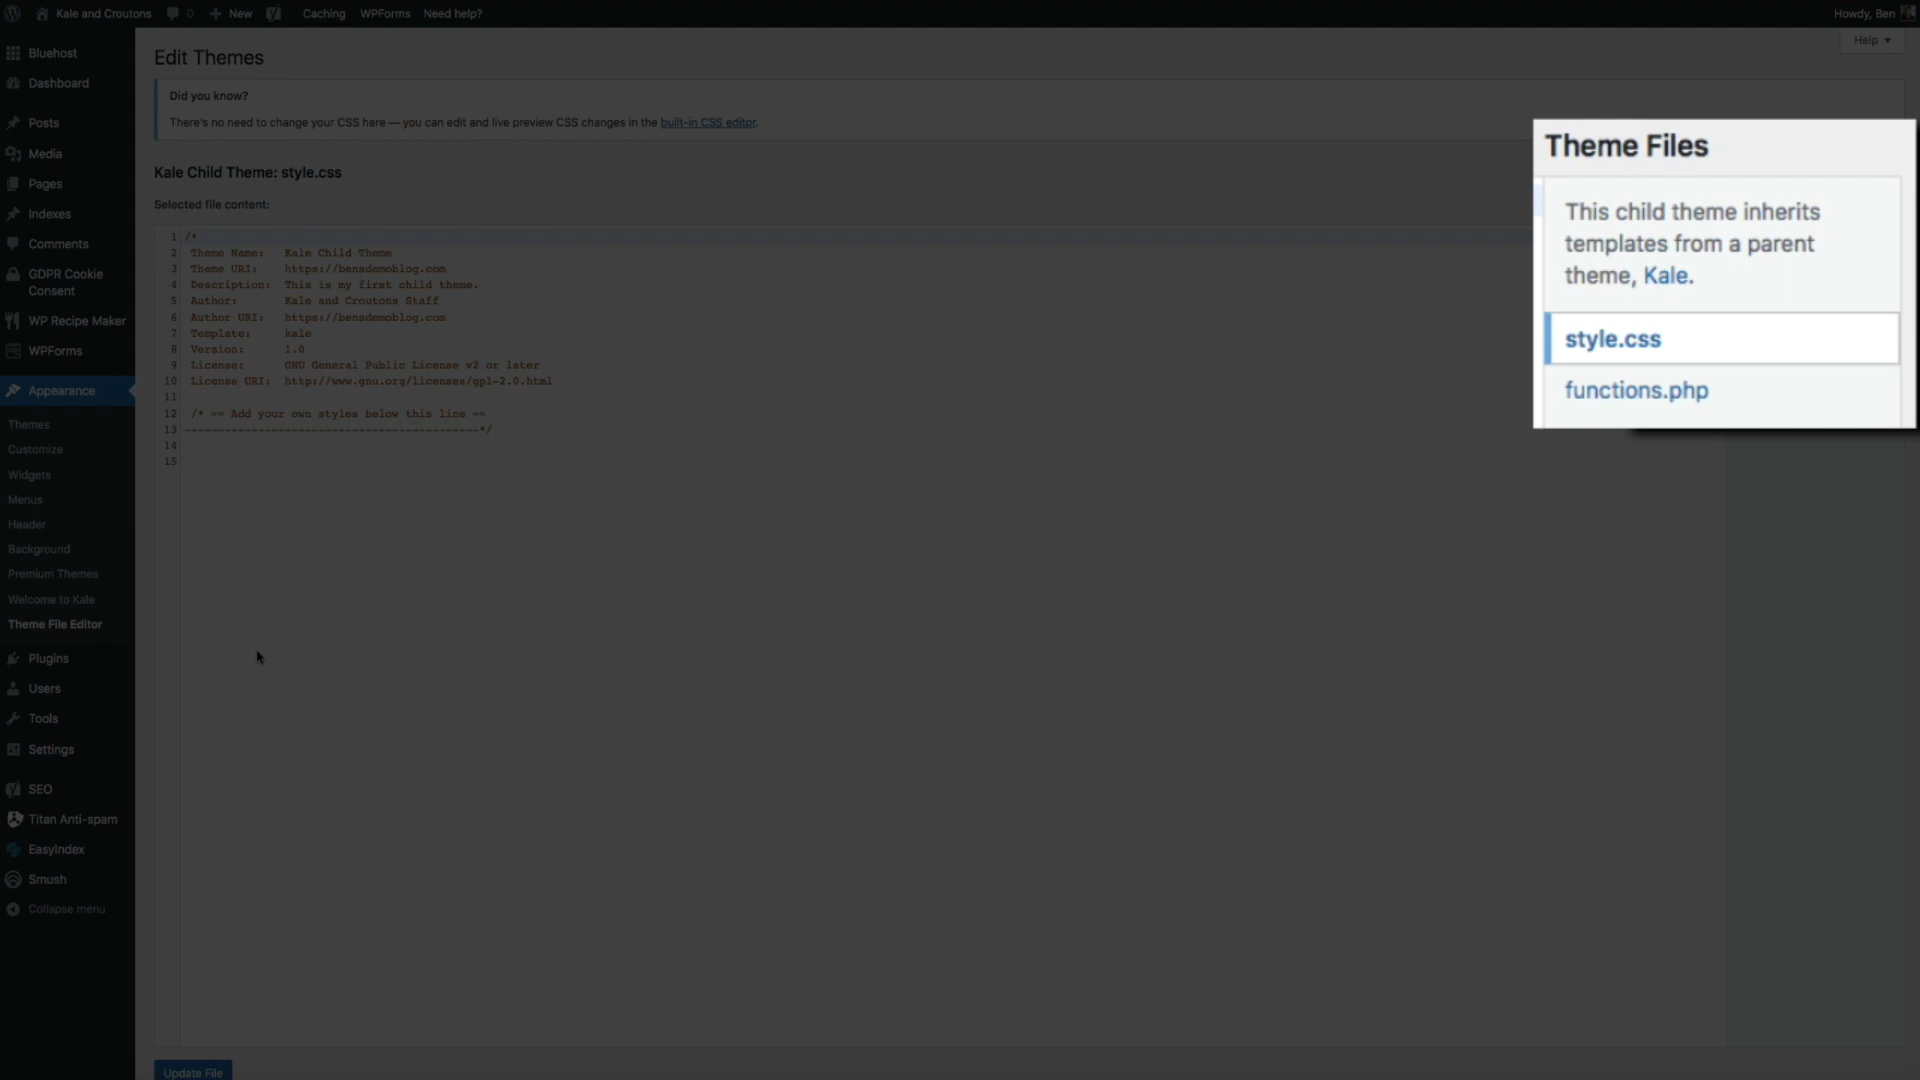 Kale and Croutons
0
New
Caching
WPForms
Need help?
Howdy, Ben
Help
Bluehost
Dashboard
Posts
Media
Pages
Indexes
Comments
GDPR Cookie
Consent
WP Recipe Maker
WPForms
Appearance
Themes
Customize
Widgets
Menus
Header
Background
Premium Themes
Welcome to Kale
Theme File Editor
Plugins
Users
Tools
Settings
SEO
Titan Anti-spam
EasyIndex
Smush
Collapse menu
Edit Themes
Did you know?
There's no need to change your CSS here — you can edit and live preview CSS changes in the built-in CSS editor.
Kale Child Theme: style.css
Selected file content:
1 /*
2 Theme Name: Kale Child Theme
3 Theme URI: https://bensdemoblog.com
4 Description: This is my first child theme.
5 Author: Kale and Croutons Staff
6 Author URI: https://bensdemoblog.com
7 Template: kale
8 Version: 1.0
9 License: GNU General Public License v2 or later
10 License URI: http://www.gnu.org/licenses/gpl-2.0.html
11
12 /* == Add your own styles below this line ==
13 --------------------------------------------*/
14
15
Update File
Theme Files
This child theme inherits
templates from a parent
theme, Kale.
style.css
functions.php